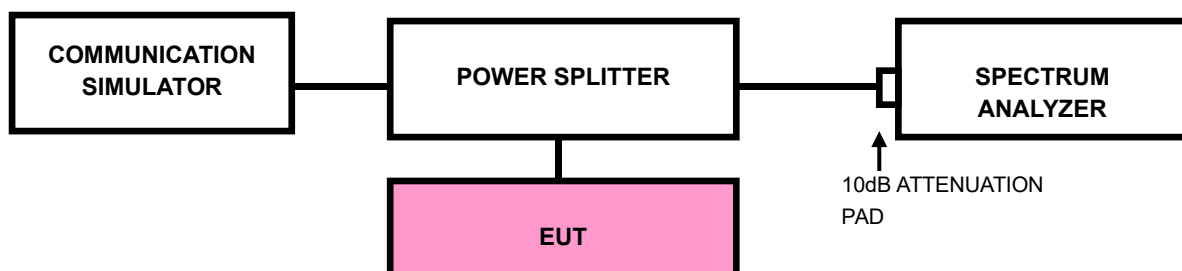 COMMUNICATION
SIMULATOR
POWER SPLITTER
SPECTRUM
ANALYZER
10dB ATTENUATION
PAD
EUT